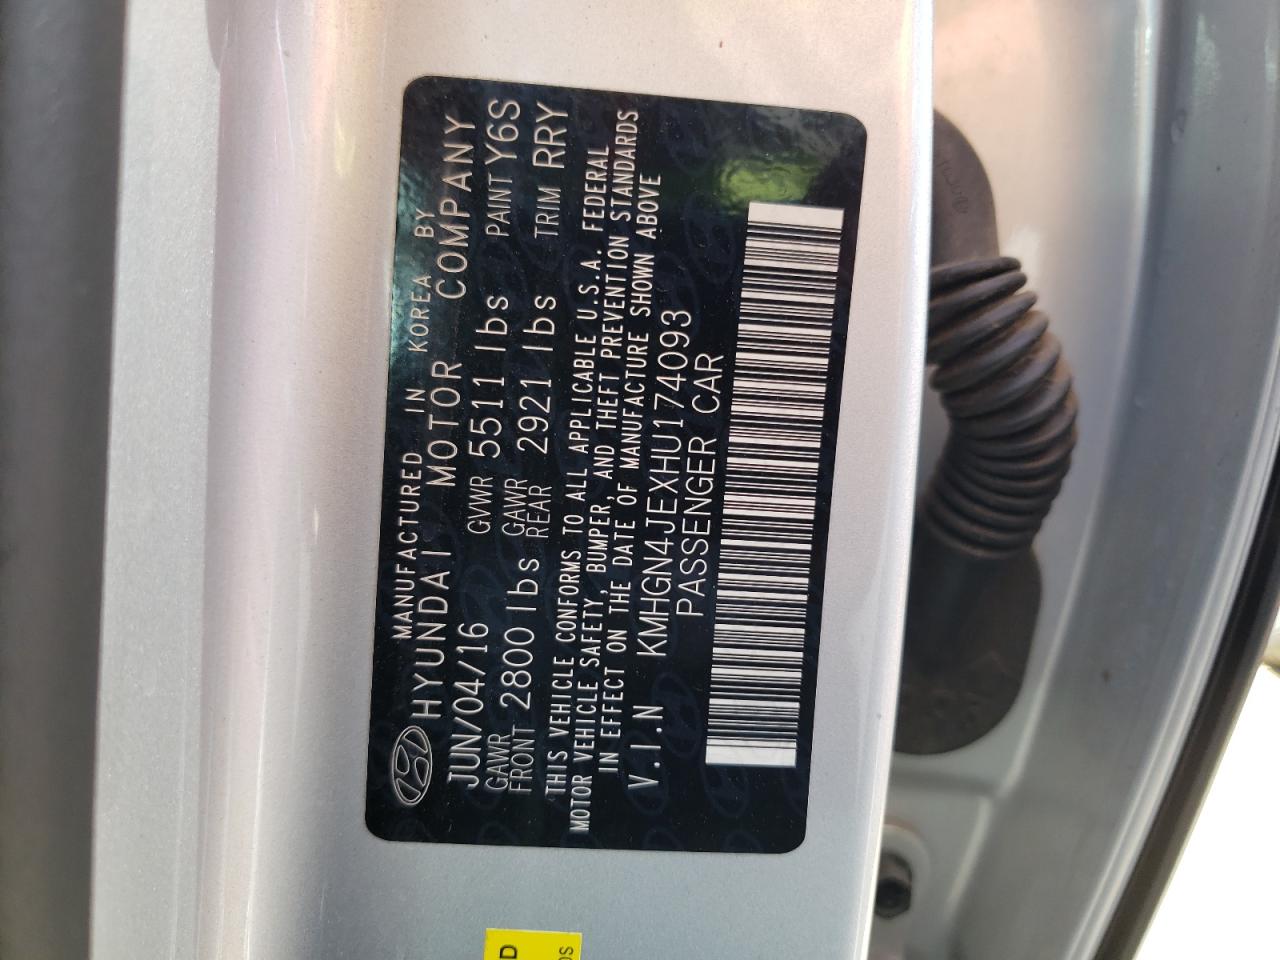 MANUFACTURED IN KOREA BY
HYUNDAI MOTOR COMPANY
JUN/04/16 GVWR 5511 lbs PAINT Y6S
GAWR FRONT 2800 lbs GAWR REAR 2921 lbs TRIM RRY
THIS VEHICLE CONFORMS TO ALL APPLICABLE U.S.A. FEDERAL
MOTOR VEHICLE SAFETY, BUMPER, AND THEFT PREVENTION STANDARDS
IN EFFECT ON THE DATE OF MANUFACTURE SHOWN ABOVE
V.I.N KMHGN4JEXHU174093
PASSENGER CAR